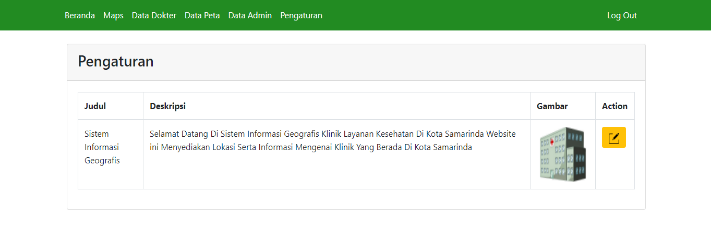 Beranda Maps Data Dokter Data Peta Data Admin Pengaturan Log Out
Pengaturan
Judul Deskripsi Gambar Action
Sistem
Informasi
Geografis
Selamat Datang Di Sistem Informasi Geografis Klinik Layanan Kesehatan Di Kota Samarinda Website
ini Menyediakan Lokasi Serta Informasi Mengenai Klinik Yang Berada Di Kota Samarinda